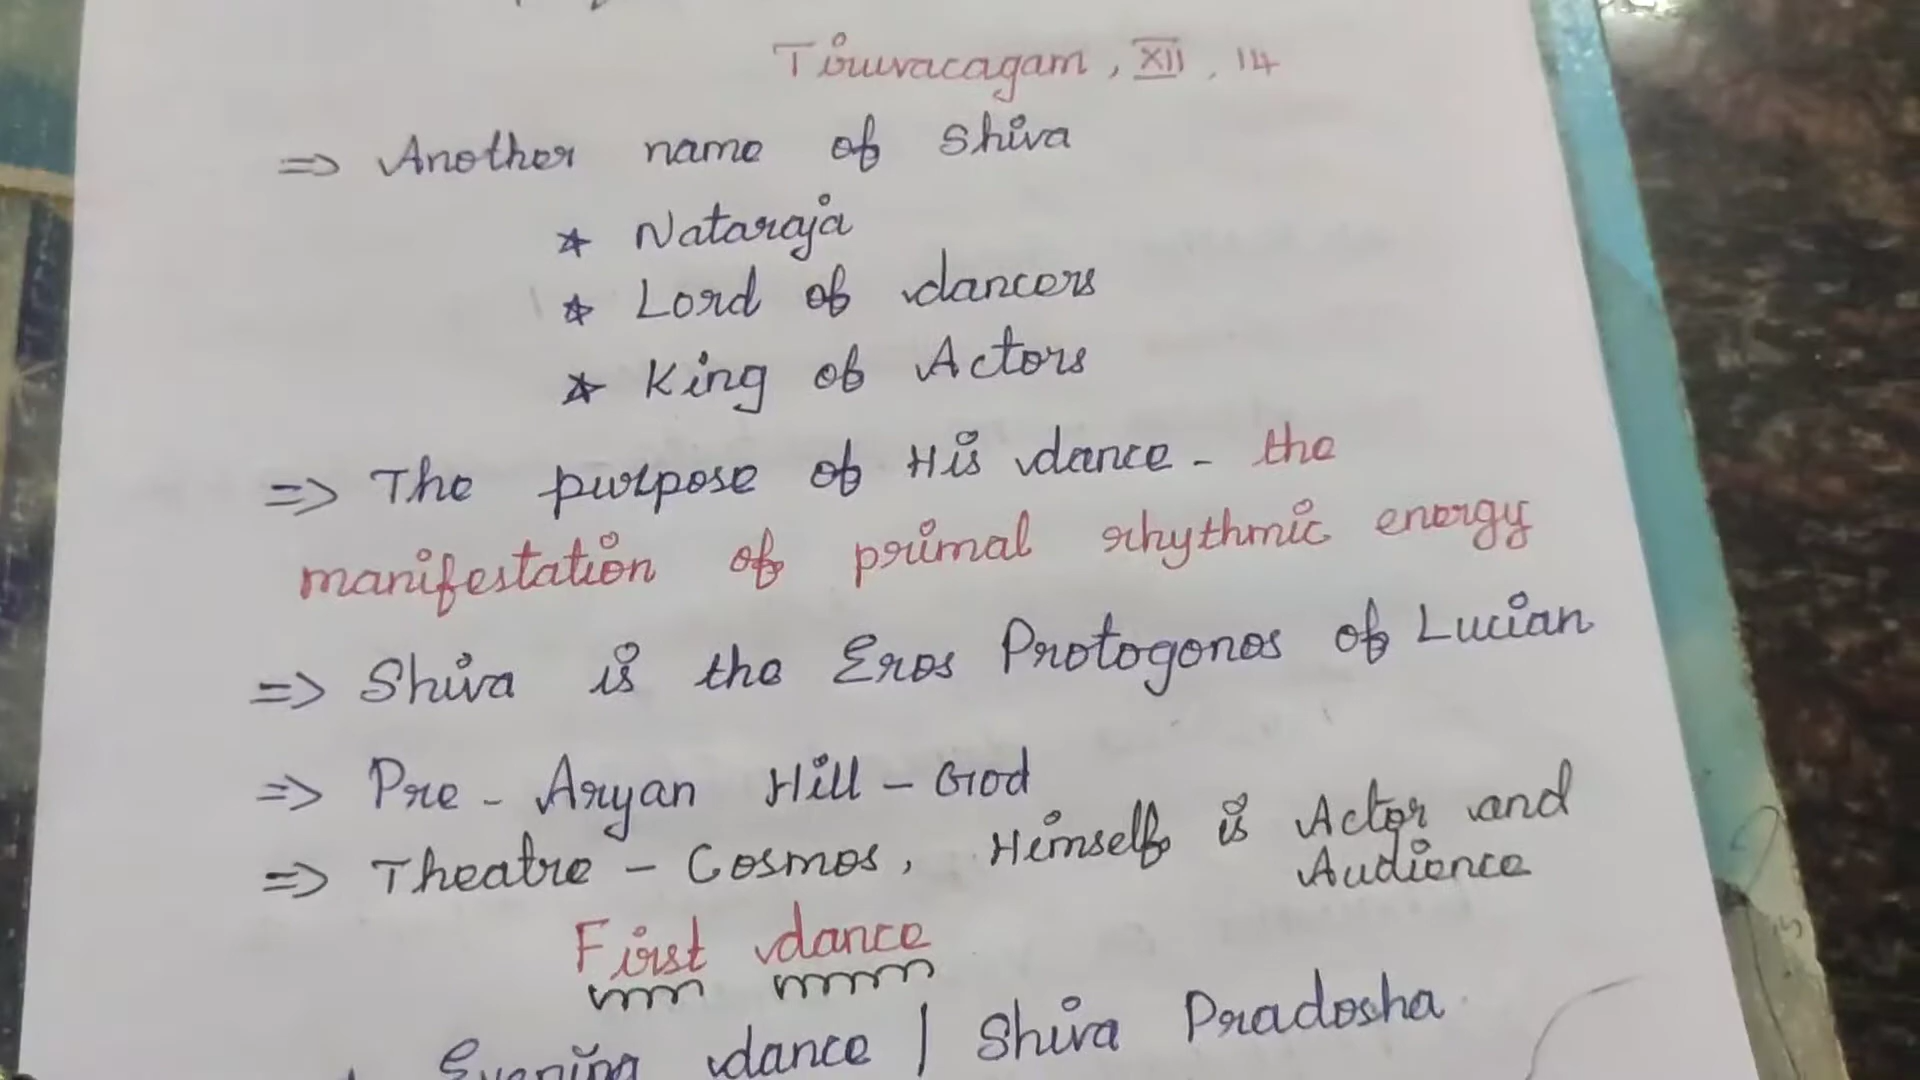 Tiruvacagam, XII, 14
=> Another name of Shiva
* Nataraja
* Lord of dancers
* King of Actors
=> The purpose of His dance - the
manifestation of primal rhythmic energy
=> Shiva is the Eros Protogonos of Lucian
=> Pre - Aryan Hill - God
=> Theatre - Cosmos, Himself is Actor and
Audience
First dance
Evening dance | Shiva Pradosha